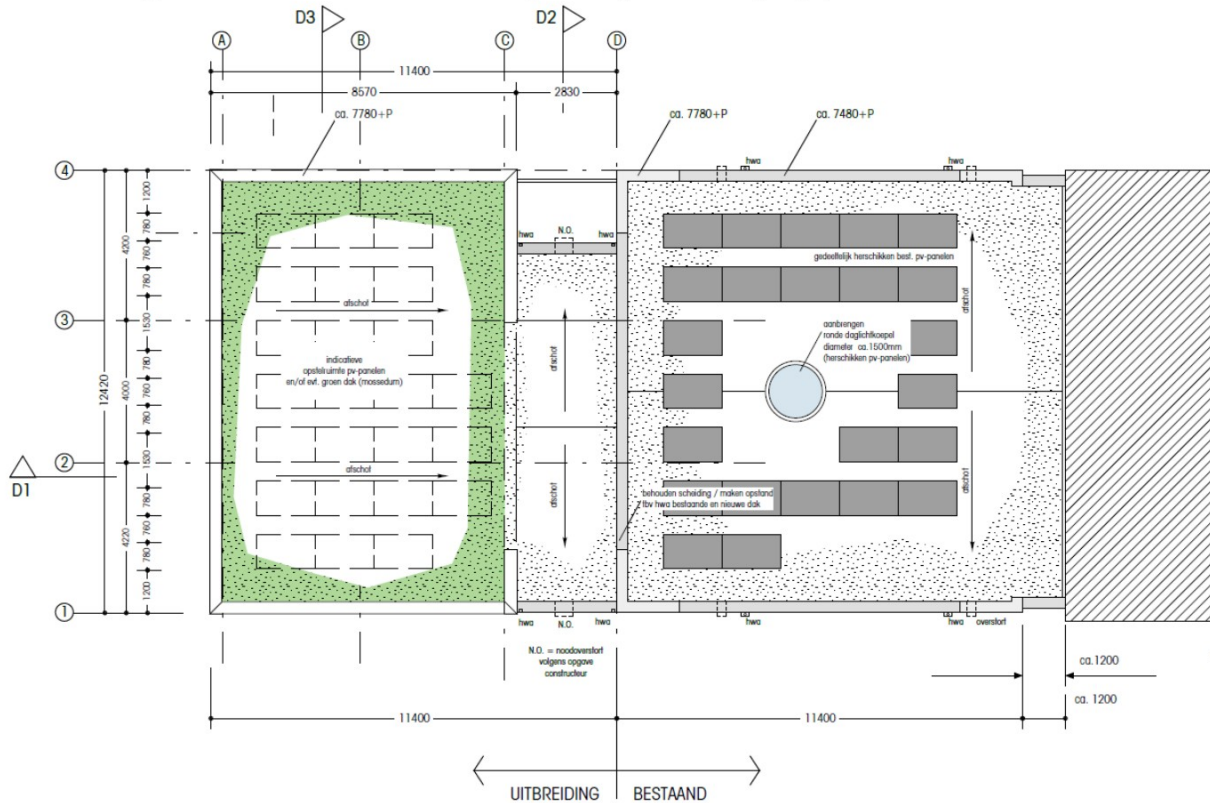 D3
D2
A
B
C
D
11400
8570
2830
ca. 7780+P
ca. 7780+P
ca. 7480+P
hwa
hwa
4
3
2
1
D1
12420
4200
4000
4220
1200
780
760
780
1530
780
760
780
1530
780
760
780
1200
hwa
N.O.
hwa
gedeeltelijk herschikken best. pv-panelen
afschot
afschot
afschot
indicatieve
opstelruimte pv-panelen
en/of evt. groen dak (mossedum)
aanbrengen
ronde daglichtkoepel
diameter ca.1500mm
(herschikken pv-panelen)
afschot
afschot
afschot
behouden scheiding / maken opstand
tbv hwa bestaande en nieuwe dak
hwa
N.O.
hwa
hwa
hwa
overstort
N.O. = noodoverstort
volgens opgave
constructeur
ca.1200
ca. 1200
11400
11400
UITBREIDING
BESTAAND